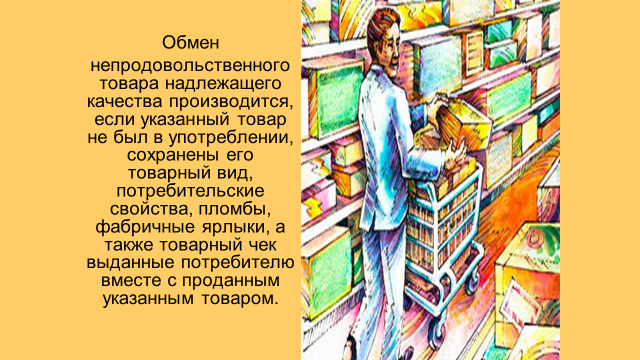 Обмен
непродовольственного
товара надлежащего
качества производится,
если указанный товар
не был в употреблении,
сохранены его
товарный вид,
потребительские
свойства, пломбы,
фабричные ярлыки, а
также товарный чек
выданные потребителю
вместе с проданным
указанным товаром.